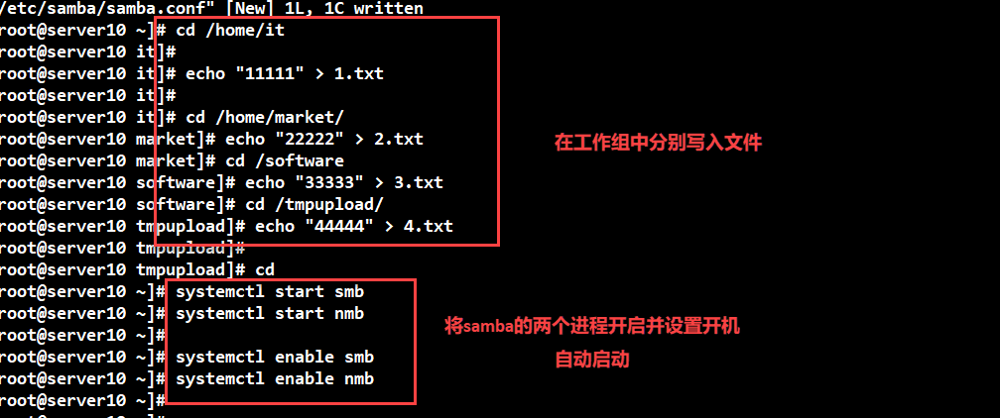 /etc/samba/samba.conf" [New] 1L, 1C written
root@server10 ~]# cd /home/it
root@server10 it]#
root@server10 it]# echo "11111" > 1.txt
root@server10 it]#
root@server10 it]# cd /home/market/
root@server10 market]# echo "22222" > 2.txt
在工作组中分别写入文件
root@server10 market]# cd /software
root@server10 software]# echo "33333" > 3.txt
root@server10 software]# cd /tmpupload/
root@server10 tmpupload]# echo "44444" > 4.txt
root@server10 tmpupload]#
root@server10 tmpupload]# cd
root@server10 ~]# systemctl start smb
root@server10 ~]# systemctl start nmb
将samba的两个进程开启并设置开机
自动启动
root@server10 ~]#
root@server10 ~]# systemctl enable smb
root@server10 ~]# systemctl enable nmb
root@server10 ~]#